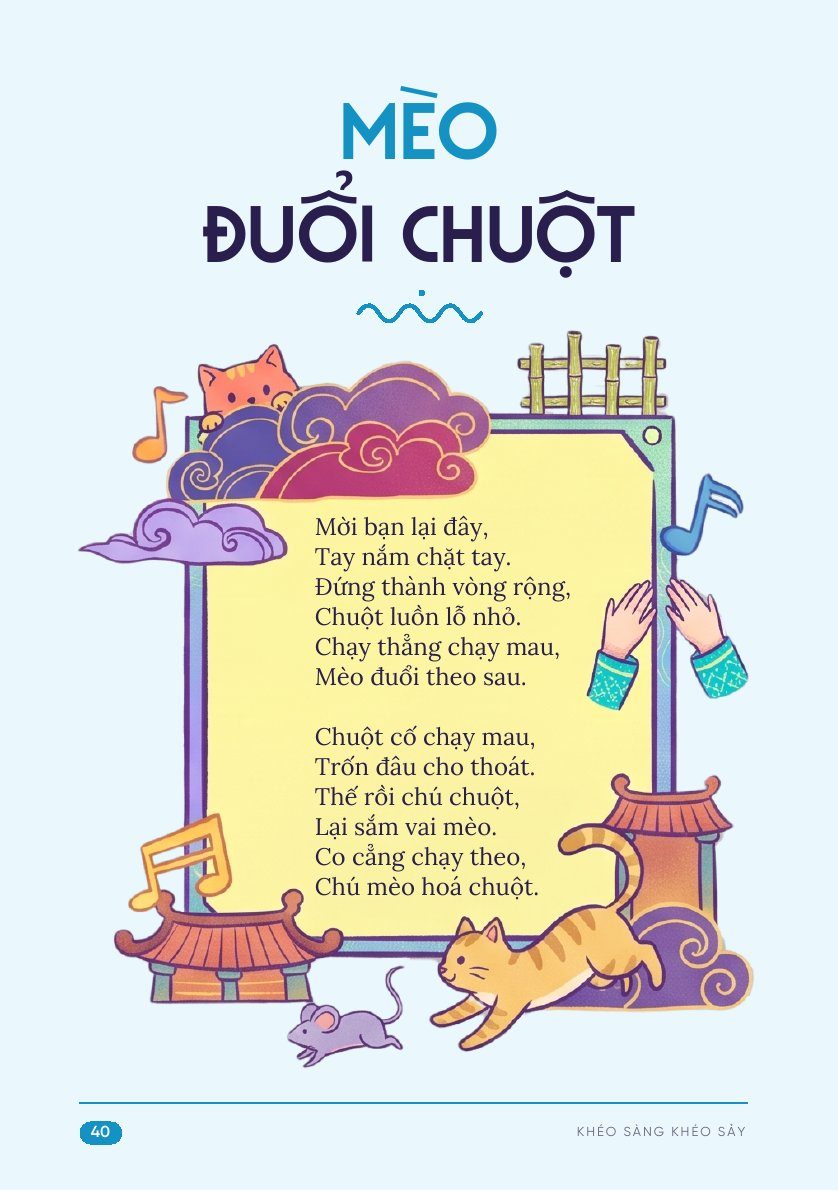 MÈO
ĐUỔI CHUỘT
Mời bạn lại đây,
Tay nắm chặt tay.
Đứng thành vòng rộng,
Chuột luồn lỗ nhỏ.
Chạy thẳng chạy mau,
Mèo đuổi theo sau.
Chuột cố chạy mau,
Trốn đâu cho thoát.
Thế rồi chú chuột,
Lại sắm vai mèo.
Co cẳng chạy theo,
Chú mèo hoá chuột.
40
KHÉO SÀNG KHÉO SẢY